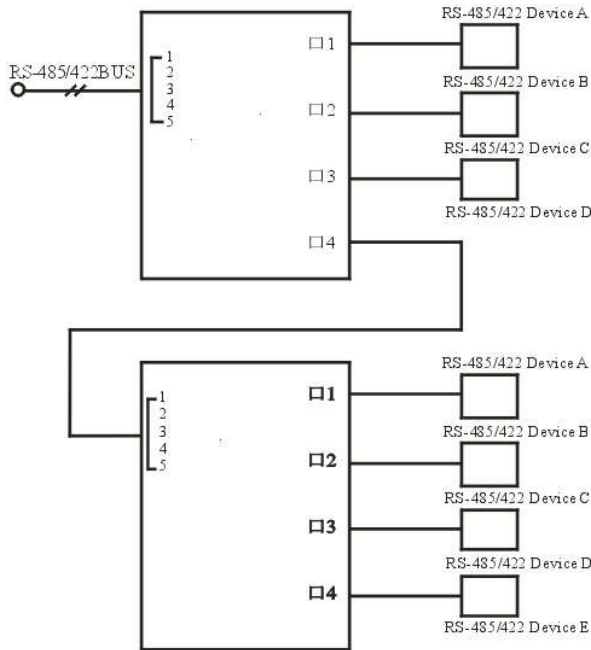 RS-485/422 Device A
口1
RS-485/422BUS
1
2
3
4
5
RS-485/422 Device B
口2
RS-485/422 Device C
口3
RS-485/422 Device D
口4
RS-485/422 Device A
口1
1
2
3
4
5
RS-485/422 Device B
口2
RS-485/422 Device C
口3
RS-485/422 Device D
口4
RS-485/422 Device E